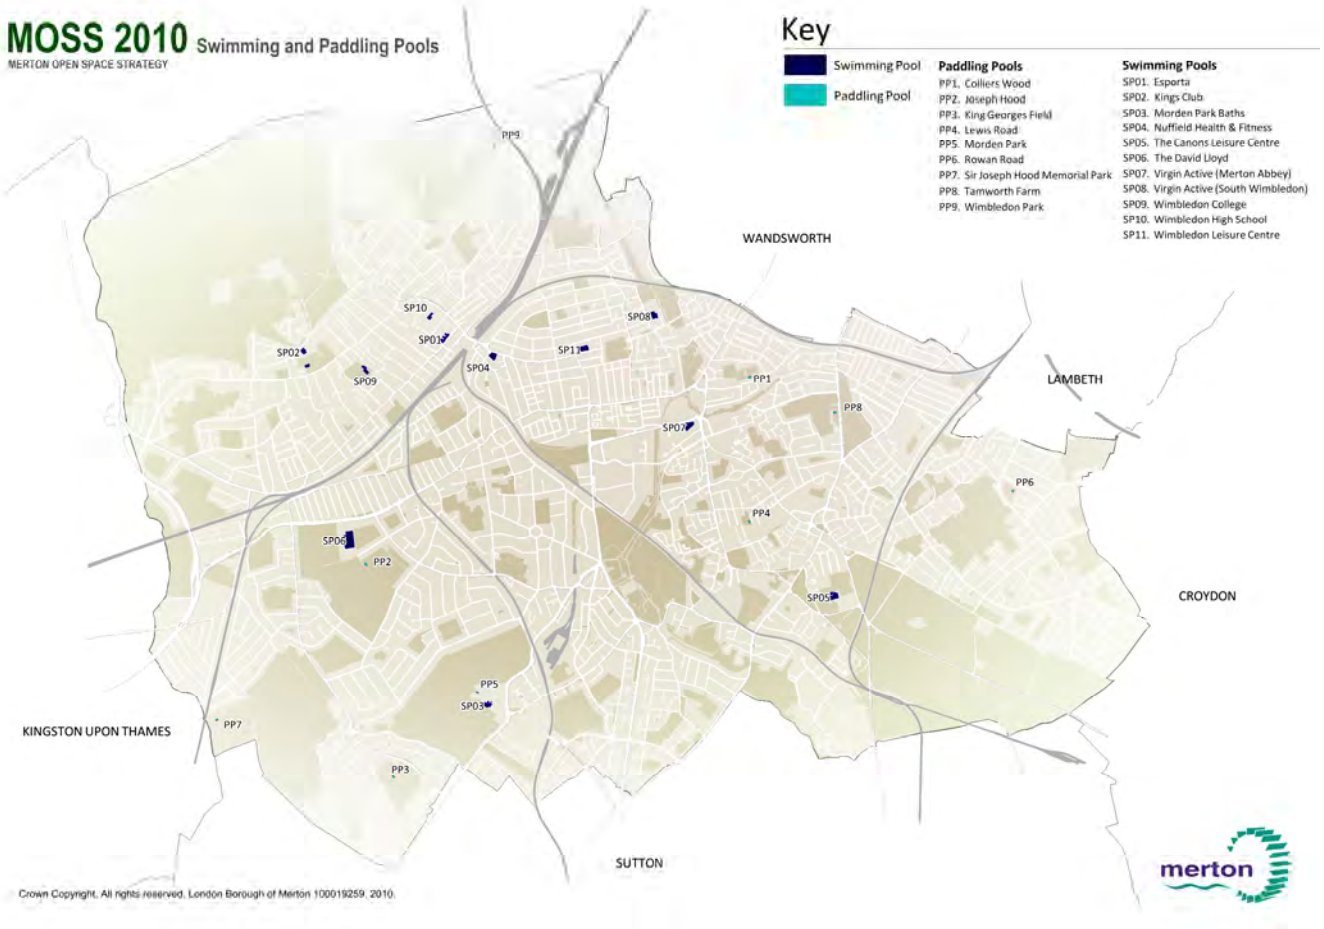 MOSS 2010 Swimming and Paddling Pools
MERTON OPEN SPACE STRATEGY
Key
Swimming Pool
Paddling Pool
Paddling Pools
PP1. Colliers Wood
PP2. Joseph Hood
PP3. King Georges Field
PP4. Lewis Road
PP5. Morden Park
PP6. Rowan Road
PP7. Sir Joseph Hood Memorial Park
PP8. Tamworth Farm
PP9. Wimbledon Park
Swimming Pools
SP01. Esporta
SP02. Kings Club
SP03. Morden Park Baths
SP04. Nuffield Health & Fitness
SP05. The Canons Leisure Centre
SP06. The David Lloyd
SP07. Virgin Active (Merton Abbey)
SP08. Virgin Active (South Wimbledon)
SP09. Wimbledon College
SP10. Wimbledon High School
SP11. Wimbledon Leisure Centre
PP9
WANDSWORTH
SP10
SP08
SP01
SP11
SP02
SP04
SP09
PP1
LAMBETH
PP8
SP07
PP6
PP4
SP06
PP2
SP05
CROYDON
PP5
SP03
PP7
KINGSTON UPON THAMES
PP3
SUTTON
merton
Crown Copyright. All rights reserved. London Borough of Merton 100019259. 2010.